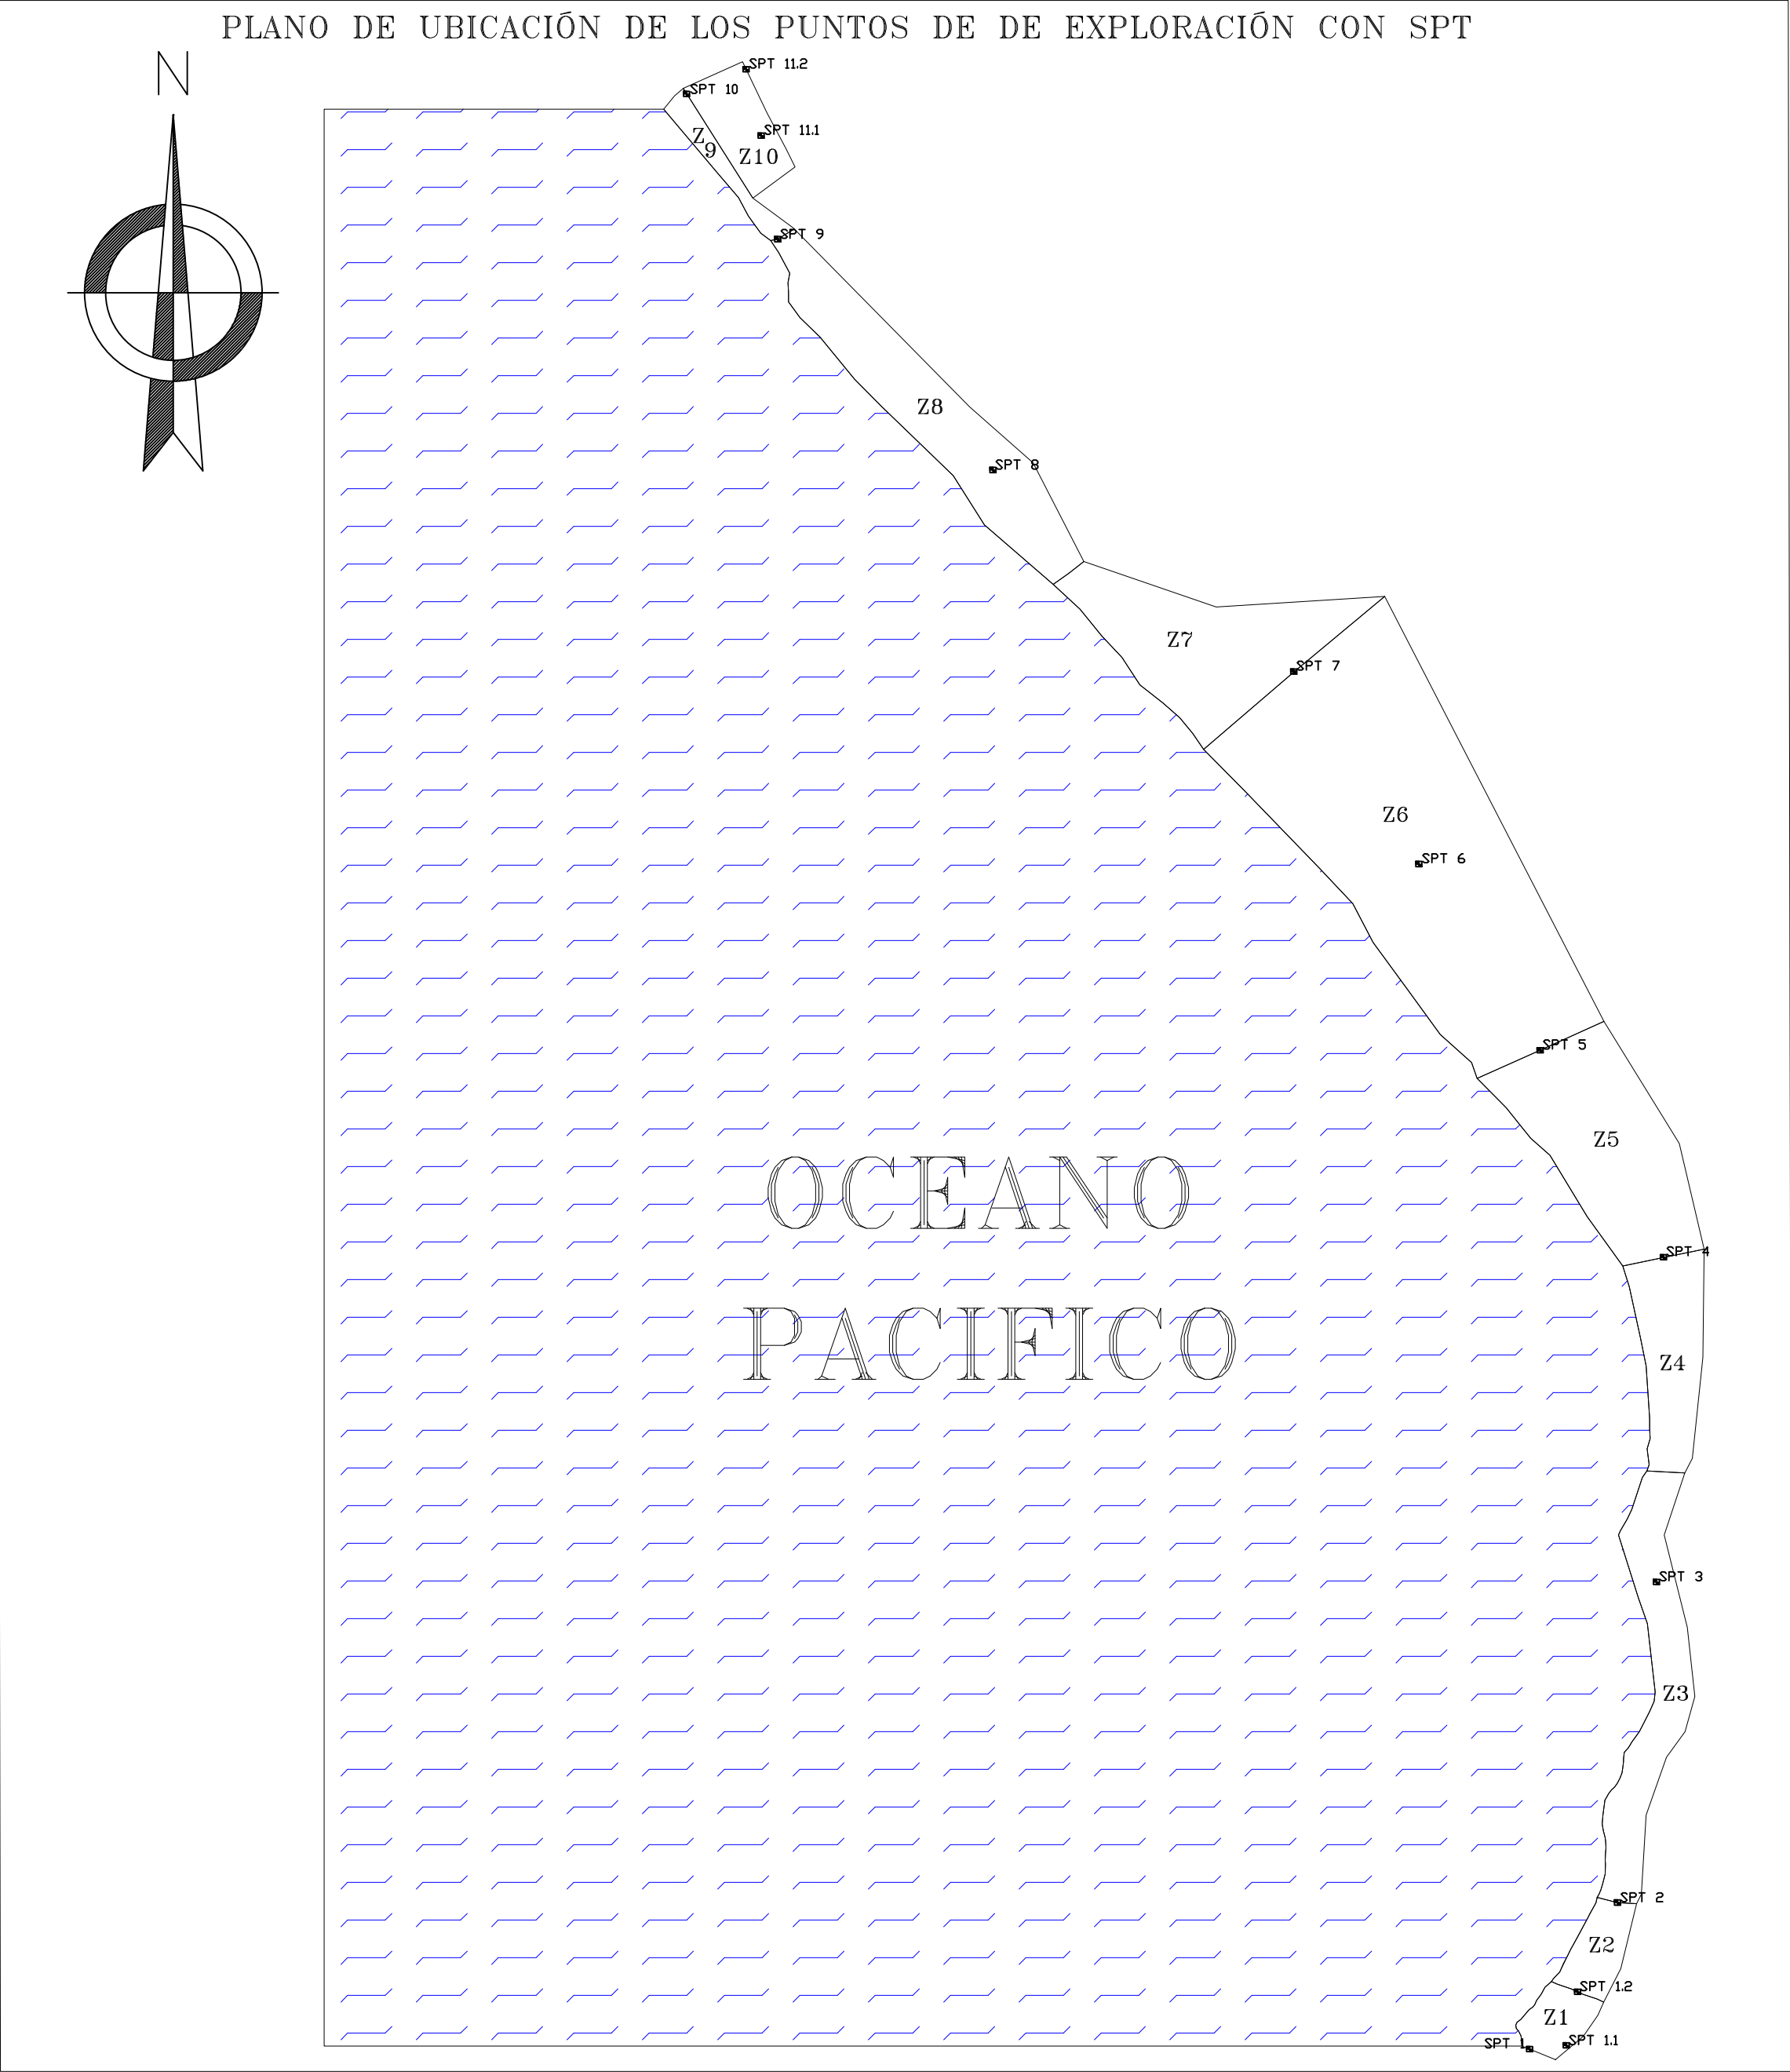 PLANO DE UBICACIÓN DE LOS PUNTOS DE DE EXPLORACIÓN CON SPT
N
SPT 11.2
SPT 10
SPT 11.1
Z
9
Z10
SPT 9
Z8
SPT 8
Z7
SPT 7
Z6
SPT 6
SPT 5
Z5
OCEANO
SPT 4
PACIFICO
Z4
SPT 3
Z3
SPT 2
Z2
SPT 1.2
Z1
SPT 1
SPT 1.1